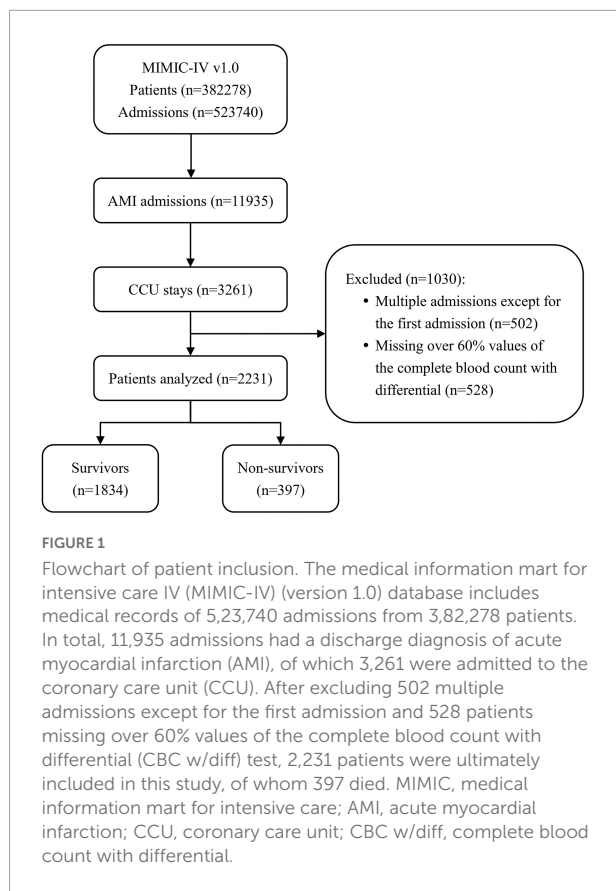 MIMIC-IV v1.0
Patients (n=382278)
Admissions (n=523740)
AMI admissions (n=11935)
CCU stays (n=3261)
Excluded (n=1030):
• Multiple admissions except for
the first admission (n=502)
• Missing over 60% values of
the complete blood count with
differential (n=528)
Patients analyzed (n=2231)
Survivors
(n=1834)
Non-survivors
(n=397)
FIGURE 1
Flowchart of patient inclusion. The medical information mart for
intensive care IV (MIMIC-IV) (version 1.0) database includes
medical records of 5,23,740 admissions from 3,82,278 patients.
In total, 11,935 admissions had a discharge diagnosis of acute
myocardial infarction (AMI), of which 3,261 were admitted to the
coronary care unit (CCU). After excluding 502 multiple
admissions except for the first admission and 528 patients
missing over 60% values of the complete blood count with
differential (CBC w/diff) test, 2,231 patients were ultimately
included in this study, of whom 397 died. MIMIC, medical
information mart for intensive care; AMI, acute myocardial
infarction; CCU, coronary care unit; CBC w/diff, complete blood
count with differential.